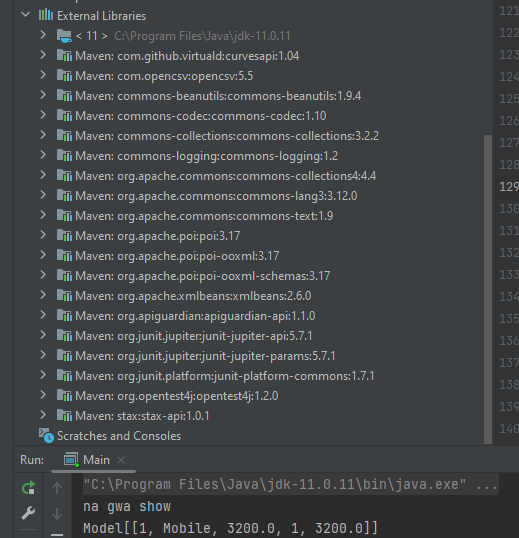 External Libraries
< 11 > C:\Program Files\Java\jdk-11.0.11
Maven: com.github.virtuald:curvesapi:1.04
Maven: com.opencsv:opencsv:5.5
Maven: commons-beanutils:commons-beanutils:1.9.4
Maven: commons-codec:commons-codec:1.10
Maven: commons-collections:commons-collections:3.2.2
Maven: commons-logging:commons-logging:1.2
Maven: org.apache.commons:commons-collections4:4.4
Maven: org.apache.commons:commons-lang3:3.12.0
Maven: org.apache.commons:commons-text:1.9
Maven: org.apache.poi:poi:3.17
Maven: org.apache.poi:poi-ooxml:3.17
Maven: org.apache.poi:poi-ooxml-schemas:3.17
Maven: org.apache.xmlbeans:xmlbeans:2.6.0
Maven: org.apiguardian:apiguardian-api:1.1.0
Maven: org.junit.jupiter:junit-jupiter-api:5.7.1
Maven: org.junit.jupiter:junit-jupiter-params:5.7.1
Maven: org.junit.platform:junit-platform-commons:1.7.1
Maven: org.opentest4j:opentest4j:1.2.0
Maven: stax:stax-api:1.0.1
Scratches and Consoles
121
122
123
124
125
126
127
128
129
130
131
132
133
134
135
136
137
138
139
140
Run: Main
"C:\Program Files\Java\jdk-11.0.11\bin\java.exe" ...
na gwa show
Model[[1, Mobile, 3200.0, 1, 3200.0]]